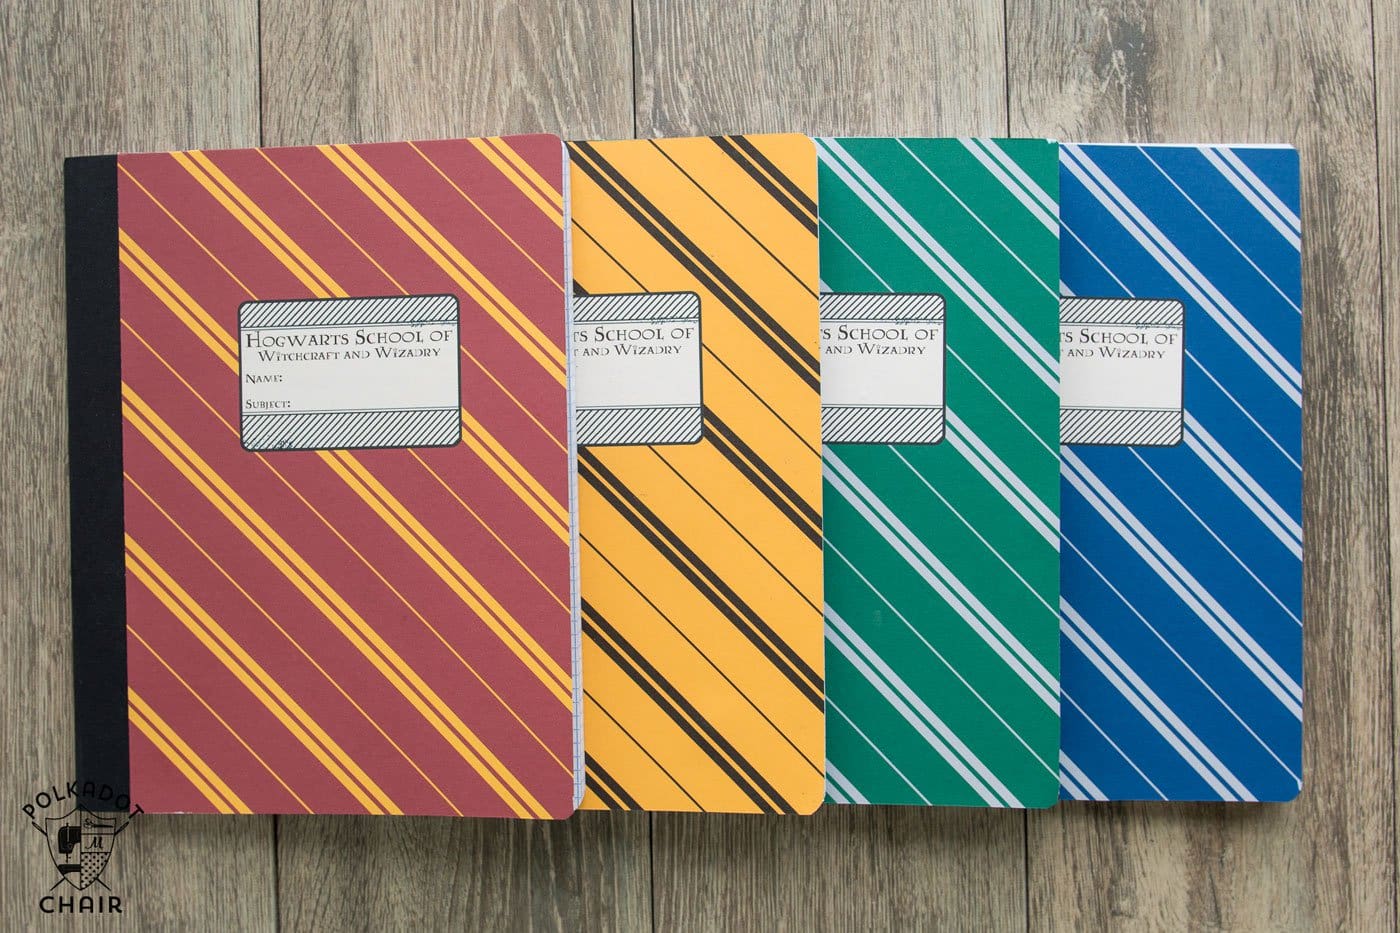 HOGWARTS SCHOOL OF
WITCHCRAFT AND WIZADRY
NAME:
SUBJECT:
TS SCHOOL OF
T AND WIZADRY
TS SCHOOL OF
AND WIZADRY
TS SCHOOL OF
AND WIZADRY
POLKADOT
M
CHAIR